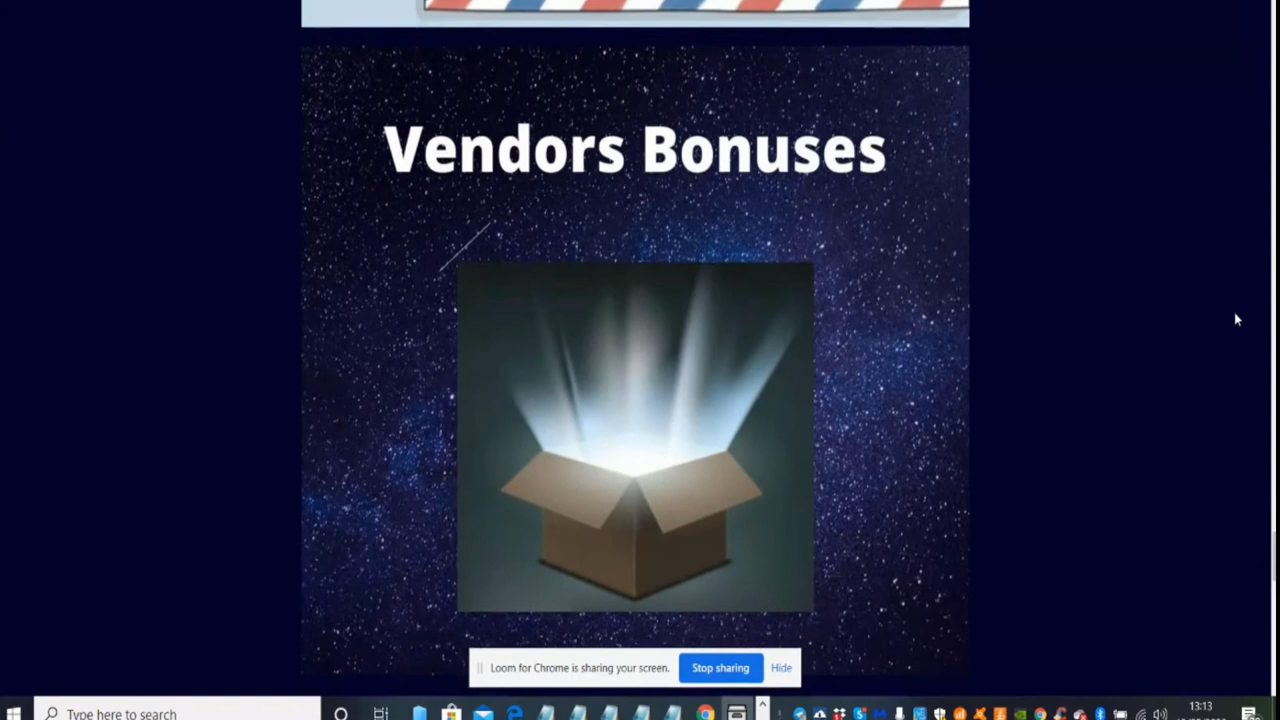 Vendors Bonuses
Loom for Chrome is sharing your screen. Stop sharing Hide
Type here to search
13:13